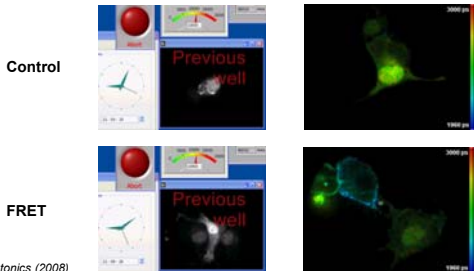 Control
Abort
Previous
well
3000 ps
1960 ps
FRET
Abort
Previous
well
3000 ps
1960 ps
tonics (2008)